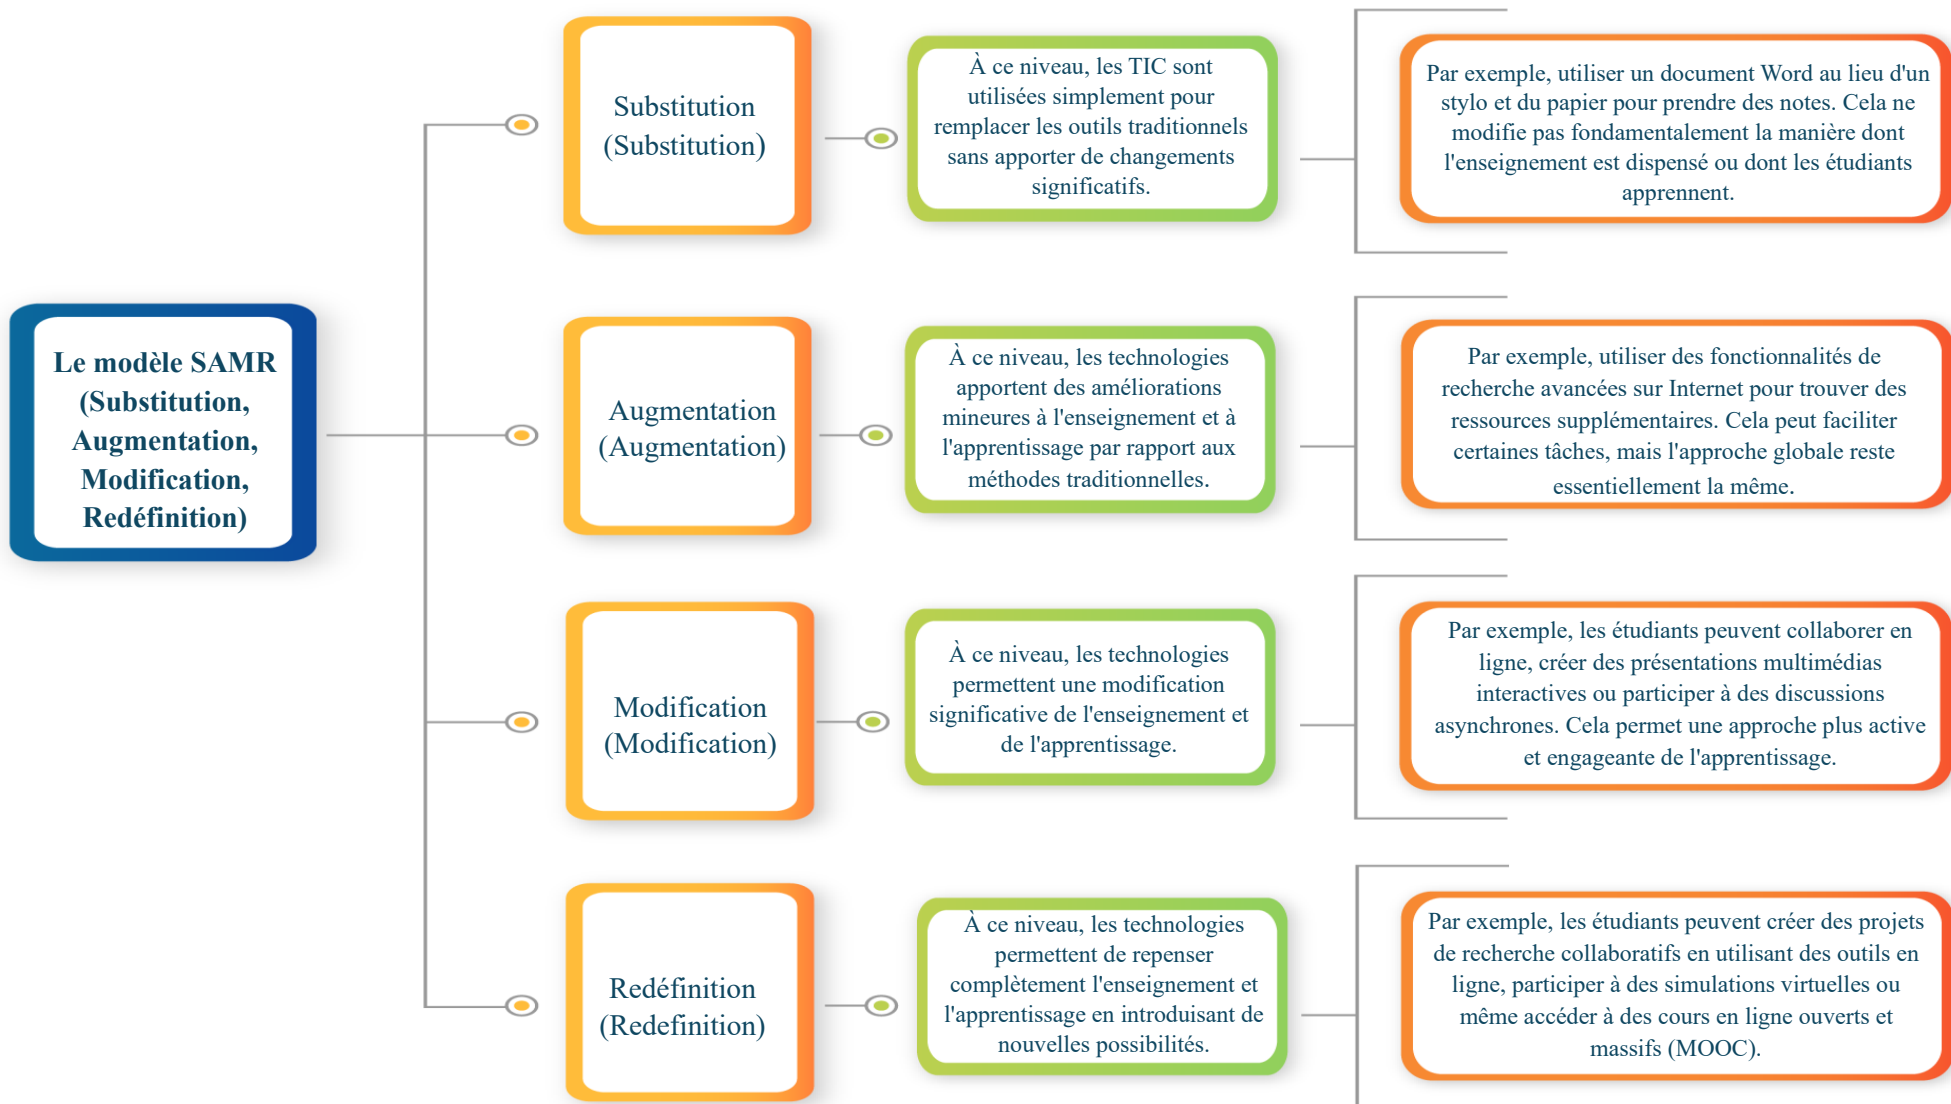 Le modèle SAMR
(Substitution,
Augmentation,
Modification,
Redéfinition)
Substitution
(Substitution)
À ce niveau, les TIC sont
utilisées simplement pour
remplacer les outils traditionnels
sans apporter de changements
significatifs.
Par exemple, utiliser un document Word au lieu d'un
stylo et du papier pour prendre des notes. Cela ne
modifie pas fondamentalement la manière dont
l'enseignement est dispensé ou dont les étudiants
apprennent.
Augmentation
(Augmentation)
À ce niveau, les technologies
apportent des améliorations
mineures à l'enseignement et à
l'apprentissage par rapport aux
méthodes traditionnelles.
Par exemple, utiliser des fonctionnalités de
recherche avancées sur Internet pour trouver des
ressources supplémentaires. Cela peut faciliter
certaines tâches, mais l'approche globale reste
essentiellement la même.
Modification
(Modification)
À ce niveau, les technologies
permettent une modification
significative de l'enseignement et
de l'apprentissage.
Par exemple, les étudiants peuvent collaborer en
ligne, créer des présentations multimédias
interactives ou participer à des discussions
asynchrones. Cela permet une approche plus active
et engageante de l'apprentissage.
Redéfinition
(Redefinition)
À ce niveau, les technologies
permettent de repenser
complètement l'enseignement et
l'apprentissage en introduisant de
nouvelles possibilités.
Par exemple, les étudiants peuvent créer des projets
de recherche collaboratifs en utilisant des outils en
ligne, participer à des simulations virtuelles ou
même accéder à des cours en ligne ouverts et
massifs (MOOC).